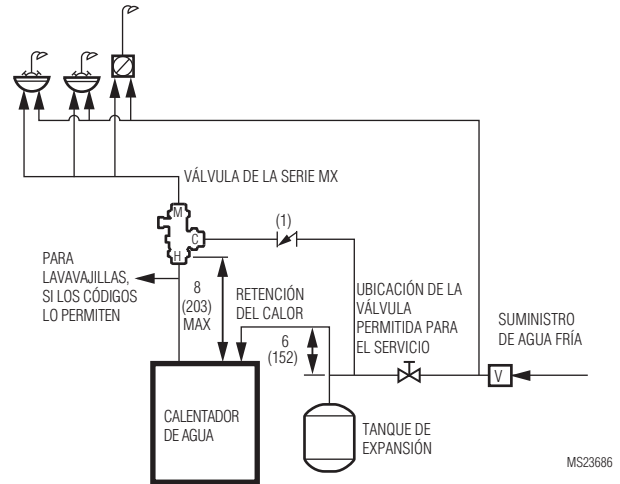 VÁLVULA DE LA SERIE MX
M
C
H
(1)
PARA
LAVAVAJILLAS,
SI LOS CÓDIGOS
LO PERMITEN
8
(203)
MAX
RETENCIÓN
DEL CALOR
6
(152)
UBICACIÓN DE LA
VÁLVULA
PERMITIDA PARA
EL SERVICIO
SUMINISTRO
DE AGUA FRÍA
V
CALENTADOR
DE AGUA
TANQUE DE
EXPANSIÓN
MS23686